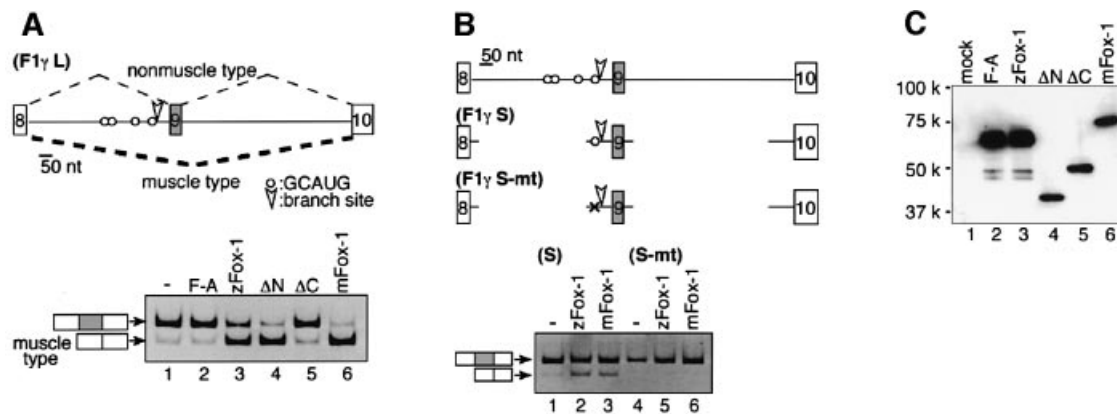 A
(F1γ L)
nonmuscle type
8 9 10
50 nt
muscle type
:GCAUG
:branch site
- F-A zFox-1 ΔN ΔC mFox-1
muscle type
1 2 3 4 5 6
B
50 nt
8 9 10
(F1γ S)
8 9 10
(F1γ S-mt)
8 9 10
(S) (S-mt)
- zFox-1 mFox-1 - zFox-1 mFox-1
1 2 3 4 5 6
C
mock F-A zFox-1 ΔN ΔC mFox-1
100 k
75 k
50 k
37 k
1 2 3 4 5 6